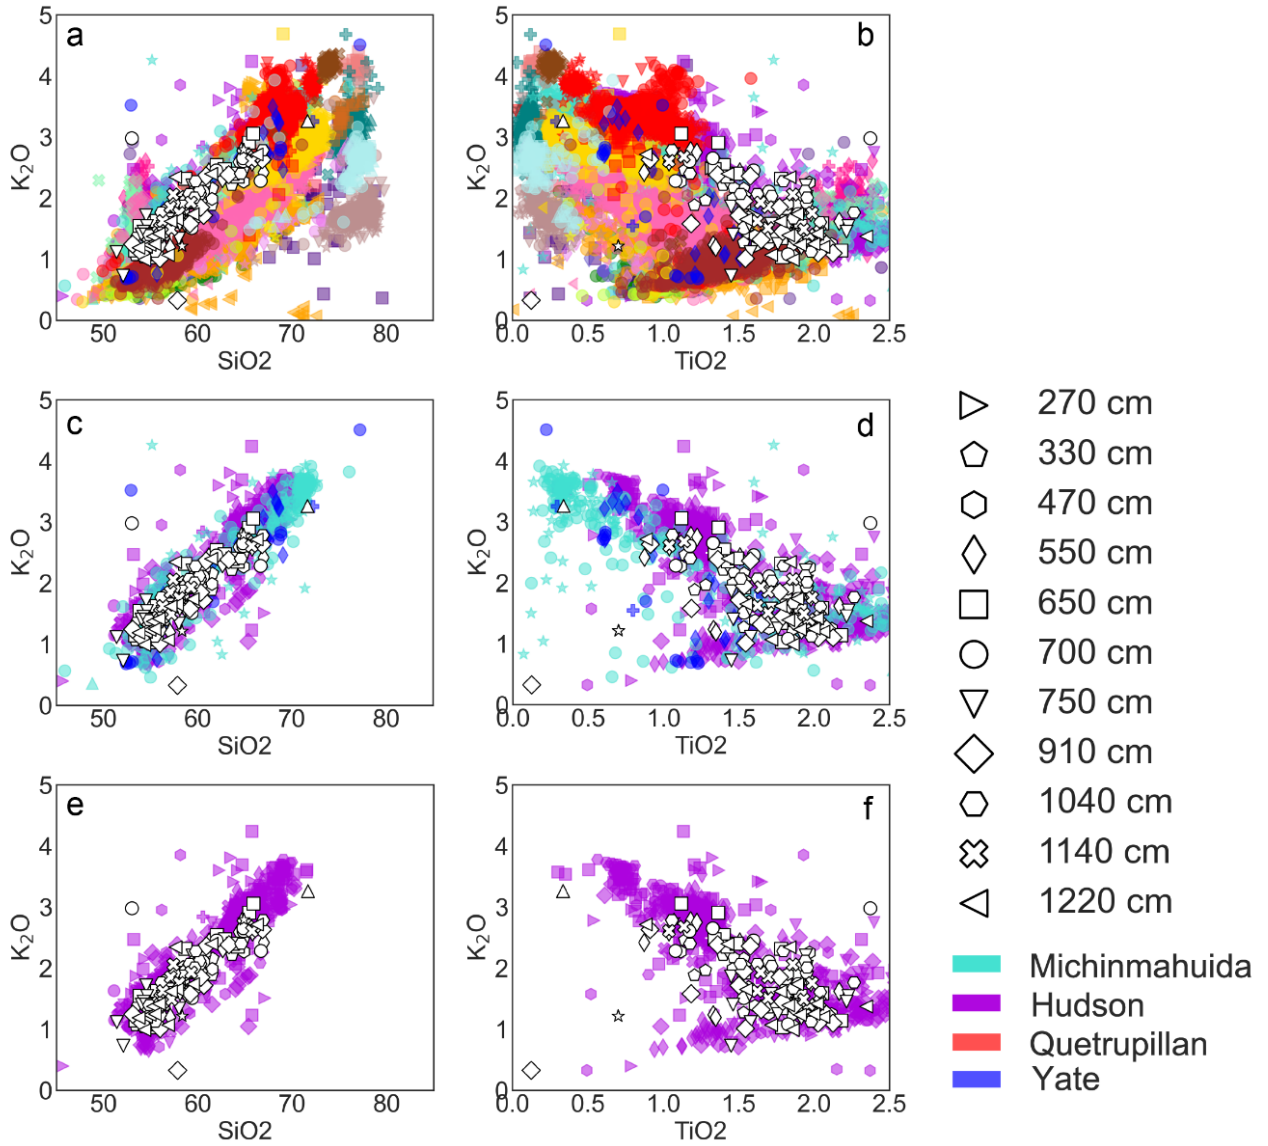 a
5
4
3
2
1
0
K₂O
50 60 70 80
SiO2
b
5
4
3
2
1
0
K₂O
0.0 0.5 1.0 1.5 2.0 2.5
TiO2
c
5
4
3
2
1
0
K₂O
50 60 70 80
SiO2
d
5
4
3
2
1
0
K₂O
0.0 0.5 1.0 1.5 2.0 2.5
TiO2
e
5
4
3
2
1
0
K₂O
50 60 70 80
SiO2
f
5
4
3
2
1
0
K₂O
0.0 0.5 1.0 1.5 2.0 2.5
TiO2
270 cm
330 cm
470 cm
550 cm
650 cm
700 cm
750 cm
910 cm
1040 cm
1140 cm
1220 cm
Michinmahuida
Hudson
Quetrupillan
Yate